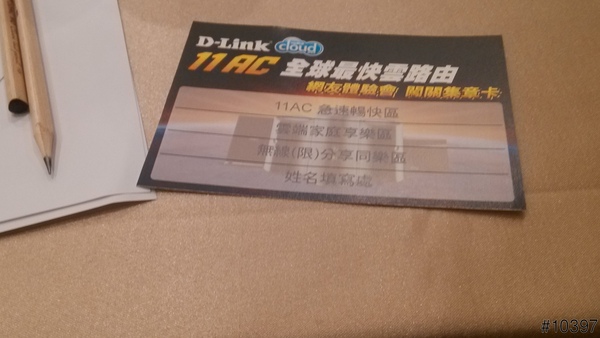 D-Link cloud
11AC 全球最快雲路由
網友體驗會 闖關集章卡
11AC 急速暢快區
雲端家庭享樂區
無線(限)分享同樂區
姓名填寫處
#10387